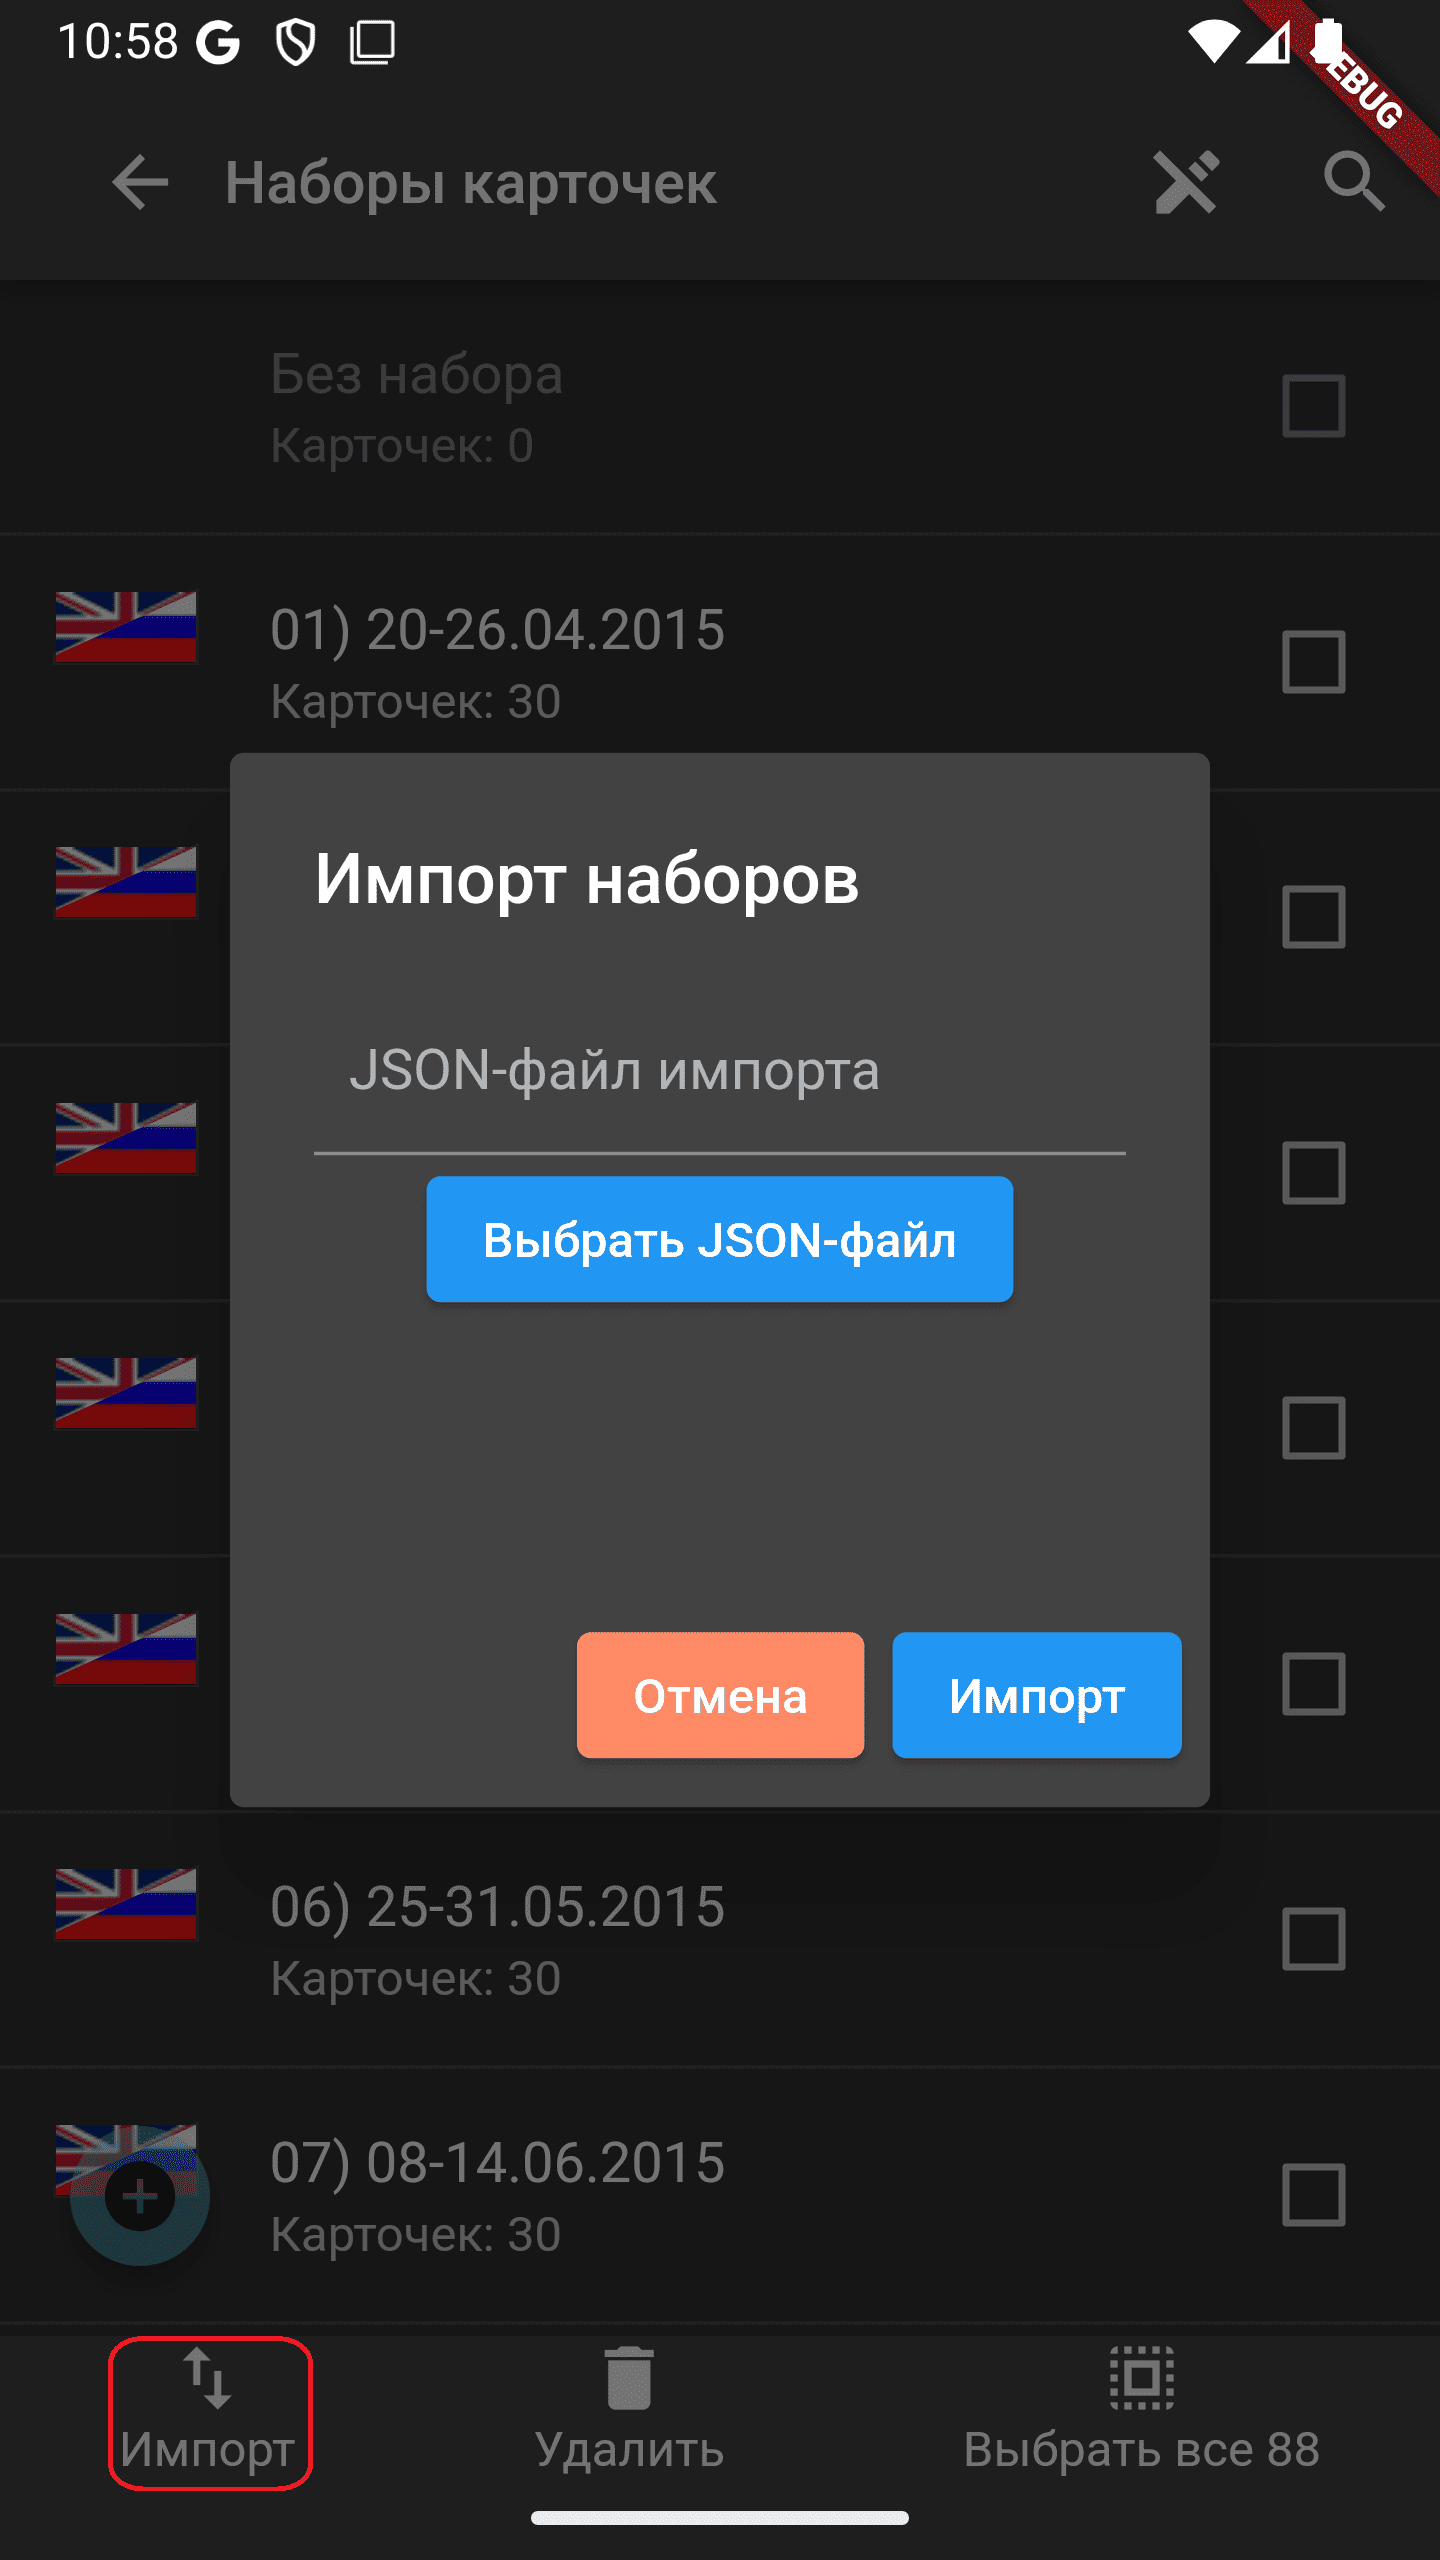 10:58
DEBUG
Наборы карточек
Без набора
Карточек: 0
01) 20-26.04.2015
Карточек: 30
Импорт наборов
JSON-файл импорта
Выбрать JSON-файл
Отмена
Импорт
06) 25-31.05.2015
Карточек: 30
07) 08-14.06.2015
Карточек: 30
Импорт
Удалить
Выбрать все 88